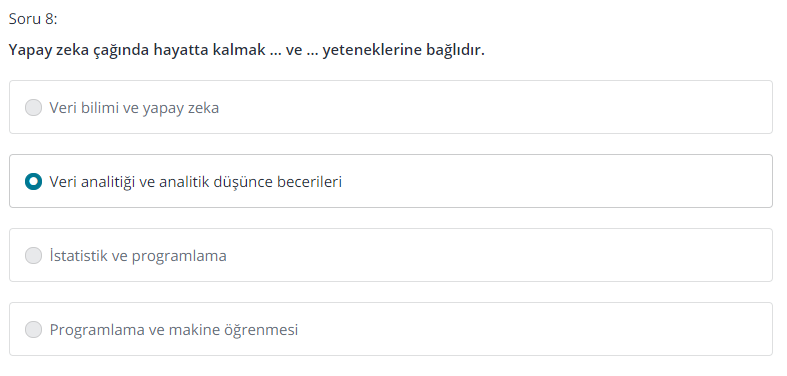 Soru 8:
Yapay zeka çağında hayatta kalmak ... ve ... yeteneklerine bağlıdır.
Veri bilimi ve yapay zeka
Veri analitiği ve analitik düşünce becerileri
İstatistik ve programlama
Programlama ve makine öğrenmesi